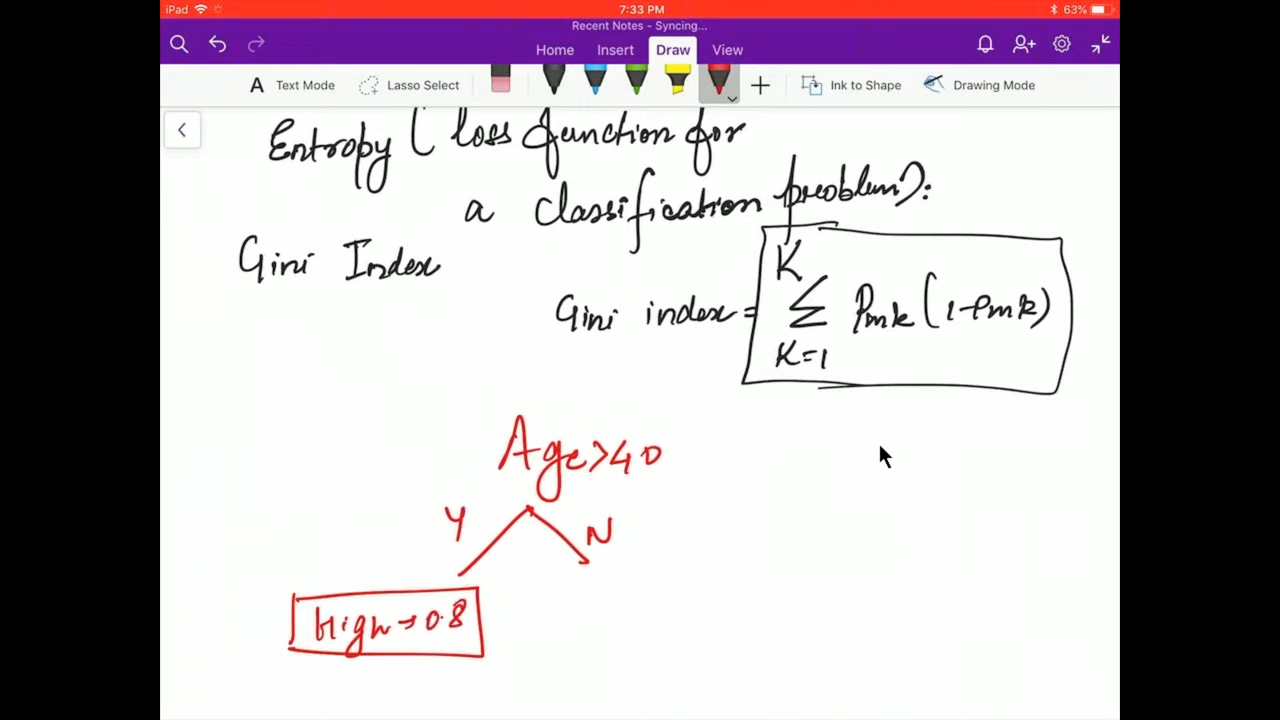 iPad 7:33 PM 63%
Recent Notes - Syncing...
Home Insert Draw View
A Text Mode Lasso Select Ink to Shape Drawing Mode
Entropy ( loss function for
a classification problem):
Gini Index
Gini index = K ∑ K=1 Pmk (1-Pmk)
Age>40
Y N
High → 0.8